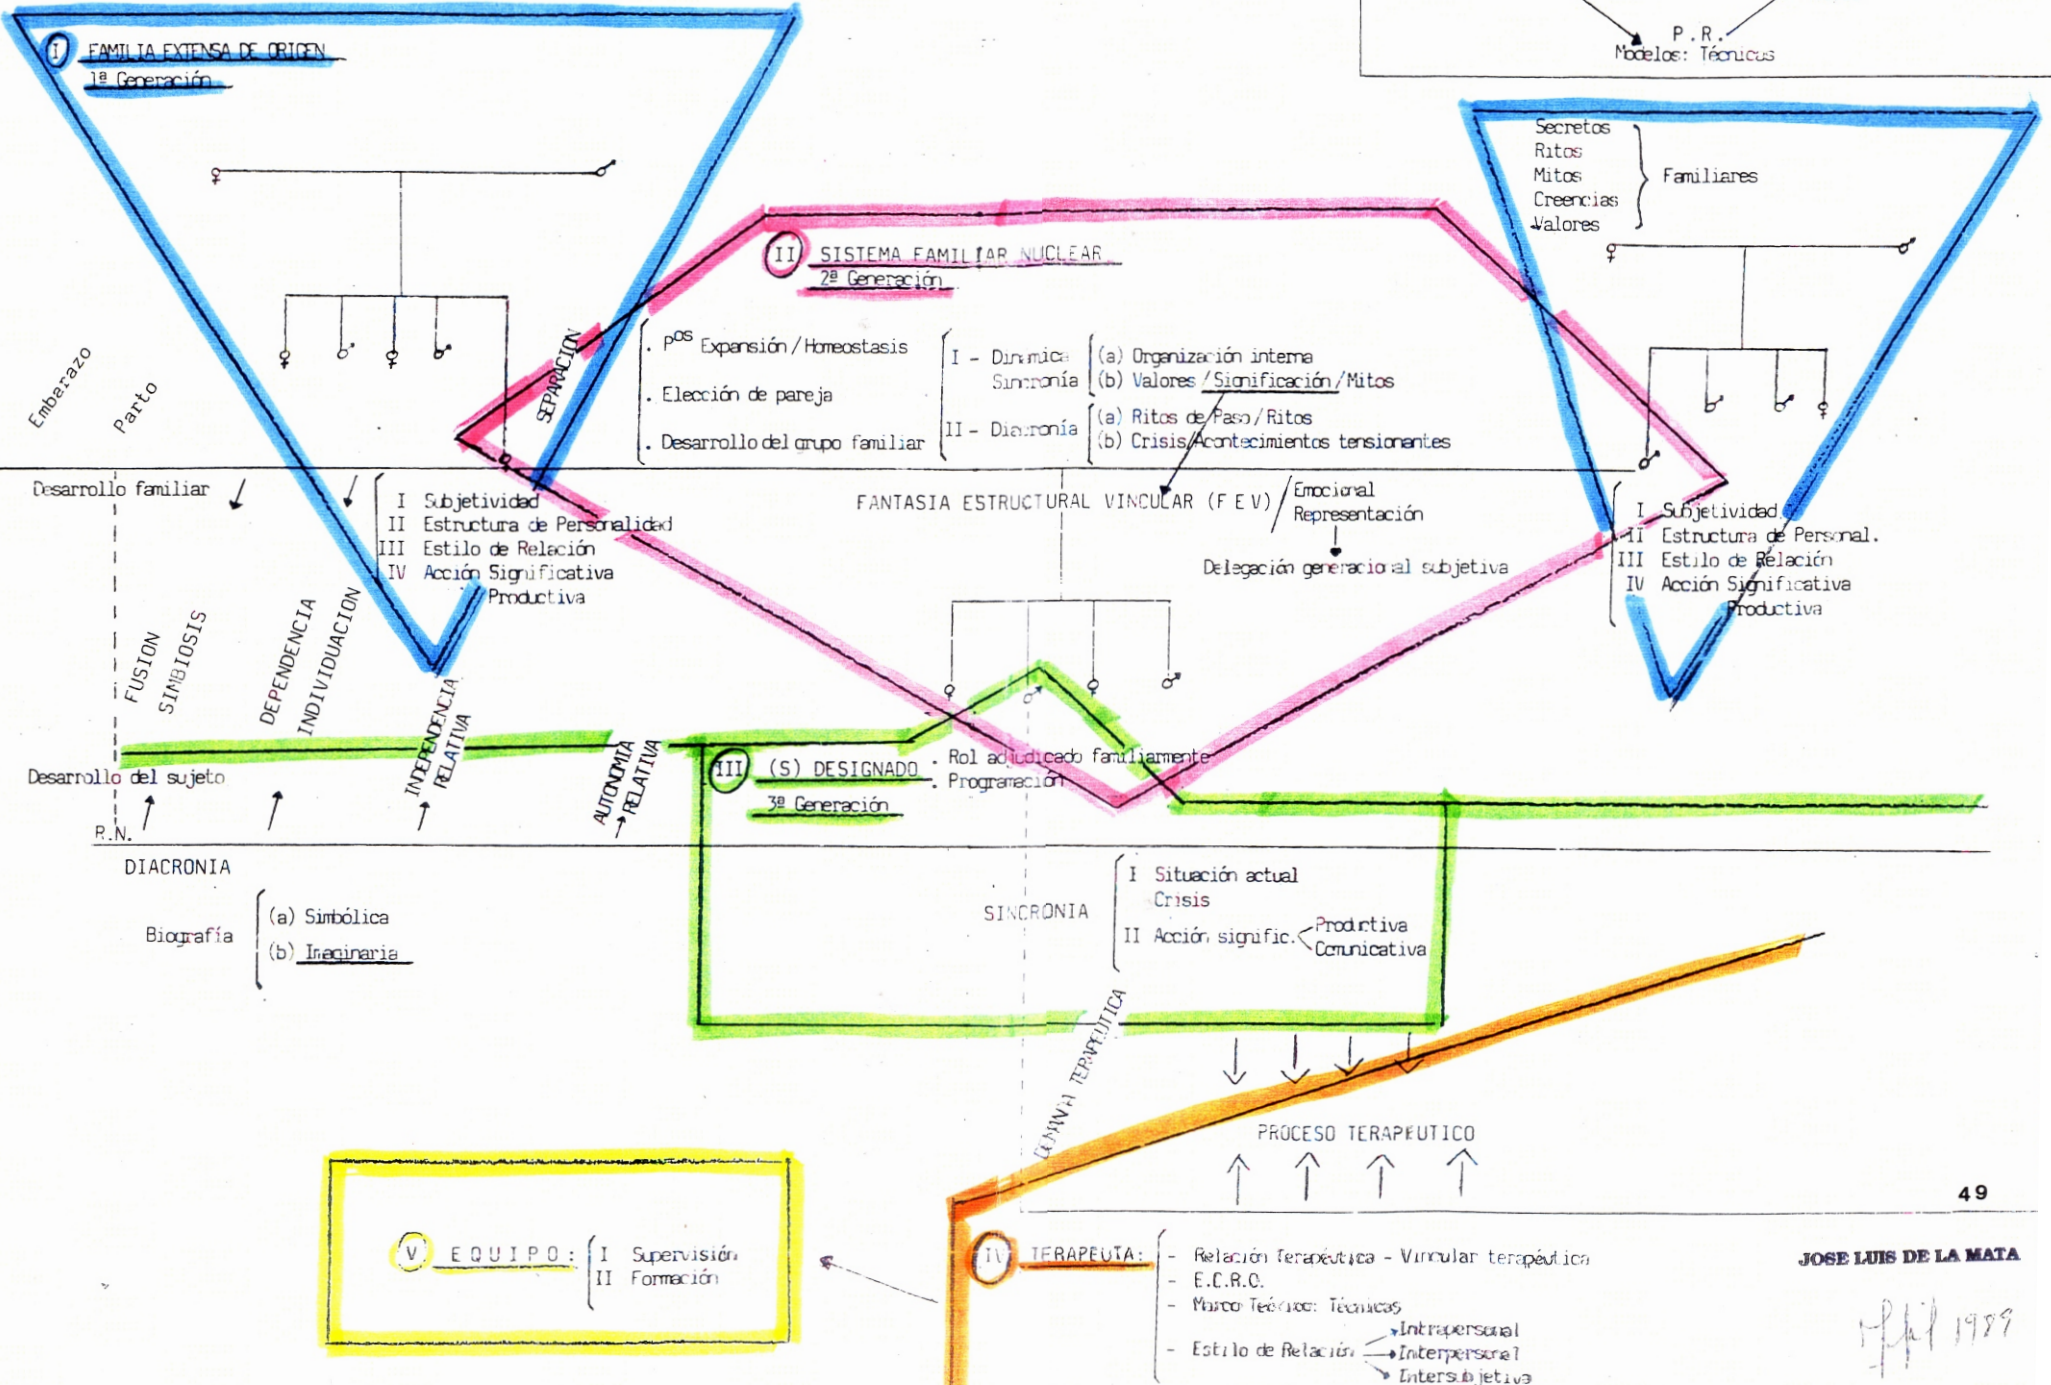 P.R.
Modelos: Técnicas
I FAMILIA EXTENSA DE ORIGEN
1ª Generación
Secretos
Ritos
Mitos
Creencias
Valores
Familiares
II SISTEMA FAMILIAR NUCLEAR
2ª Generación
SEPARACION
. Pos Expansión / Homeostasis
. Elección de pareja
. Desarrollo del grupo familiar
I - Dinámica
Sincronía
(a) Organización interna
(b) Valores / Significación / Mitos
II - Diacronía
(a) Ritos de Paso / Ritos
(b) Crisis/Acontecimientos tensionantes
Embarazo
Parto
Desarrollo familiar
I Subjetividad
II Estructura de Personalidad
III Estilo de Relación
IV Acción Significativa
Productiva
FANTASIA ESTRUCTURAL VINCULAR (F E V)
Emocional
Representación
Delegación generacional subjetiva
I Subjetividad
II Estructura de Personal.
III Estilo de Relación
IV Acción Significativa
Productiva
FUSION
SIMBIOSIS
DEPENDENCIA
INDIVIDUACION
INDEPENDENCIA
RELATIVA
AUTONOMIA
RELATIVA
Desarrollo del sujeto
R.N.
III (S) DESIGNADO
3ª Generación
. Rol adjudicado familiarmente
. Programación
DIACRONIA
Biografía
(a) Simbólica
(b) Imaginaria
SINCRONIA
I Situación actual
Crisis
II Acción signific.
Productiva
Comunicativa
DEMANDA TERAPEUTICA
PROCESO TERAPEUTICO
49
V EQUIPO:
I Supervisión
II Formación
IV TERAPEUTA:
- Relación Terapéutica - Vincular terapéutica
- E.C.R.O.
- Marco Teórico: Técnicas
- Estilo de Relación
Intrapersonal
Interpersonal
Intersubjetiva
JOSE LUIS DE LA MATA
1989